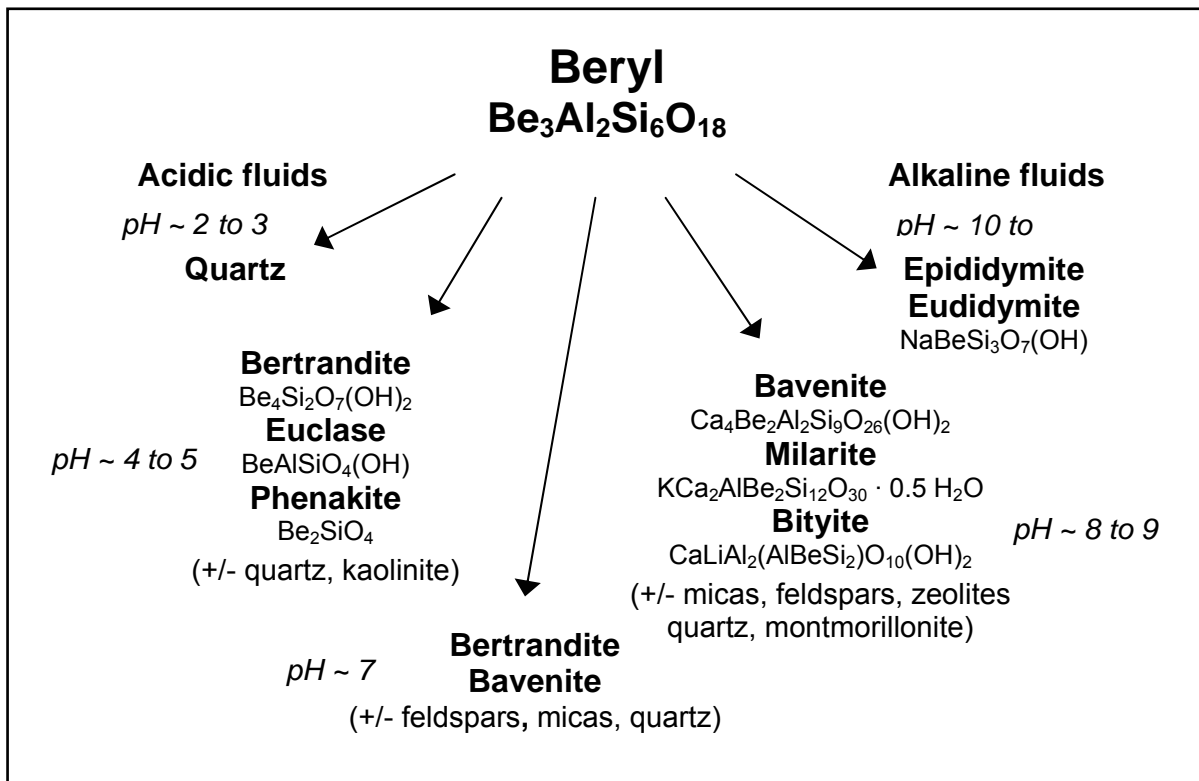 Beryl
Be₃Al₂Si₆O₁₈
Acidic fluids
pH ~ 2 to 3
Quartz
Alkaline fluids
pH ~ 10 to
Epididymite
Eudidymite
NaBeSi₃O₇(OH)
Bertrandite
Be₄Si₂O₇(OH)₂
Euclase
pH ~ 4 to 5
BeAlSiO₄(OH)
Phenakite
Be₂SiO₄
(+/- quartz, kaolinite)
Bavenite
Ca₄Be₂Al₂Si₉O₂₆(OH)₂
Milarite
KCa₂AlBe₂Si₁₂O₃₀ · 0.5 H₂O
Bityite
pH ~ 8 to 9
CaLiAl₂(AlBeSi₂)O₁₀(OH)₂
(+/- micas, feldspars, zeolites
quartz, montmorillonite)
Bertrandite
pH ~ 7
Bavenite
(+/- feldspars, micas, quartz)